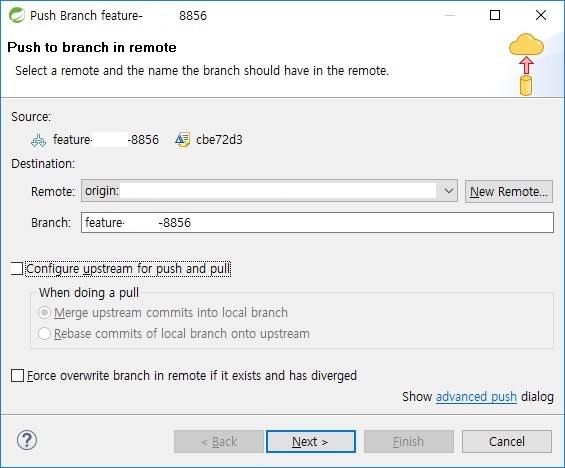 Push Branch feature- 8856
Push to branch in remote
Select a remote and the name the branch should have in the remote.
Source:
feature- -8856 cbe72d3
Destination:
Remote: origin: New Remote...
Branch: feature- -8856
Configure upstream for push and pull
When doing a pull
Merge upstream commits into local branch
Rebase commits of local branch onto upstream
Force overwrite branch in remote if it exists and has diverged
Show advanced push dialog
? < Back Next > Finish Cancel